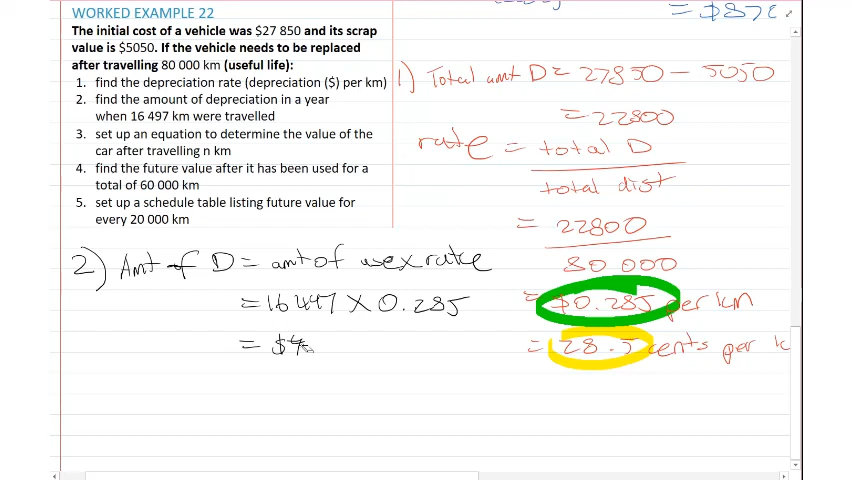 WORKED EXAMPLE 22
The initial cost of a vehicle was $27 850 and its scrap
value is $5050. If the vehicle needs to be replaced
after travelling 80 000 km (useful life):
1. find the depreciation rate (depreciation ($) per km)
2. find the amount of depreciation in a year
when 16 497 km were travelled
3. set up an equation to determine the value of the
car after travelling n km
4. find the future value after it has been used for a
total of 60 000 km
5. set up a schedule table listing future value for
every 20 000 km
1) Total amt D = 27850 - 5050
= 22800
rate = total D
total dist
= 22800
80 000
= $0.285 per km
= 28.5 cents per k
2) Amt of D = amt of use x rate
= 16497 x 0.285
= $4